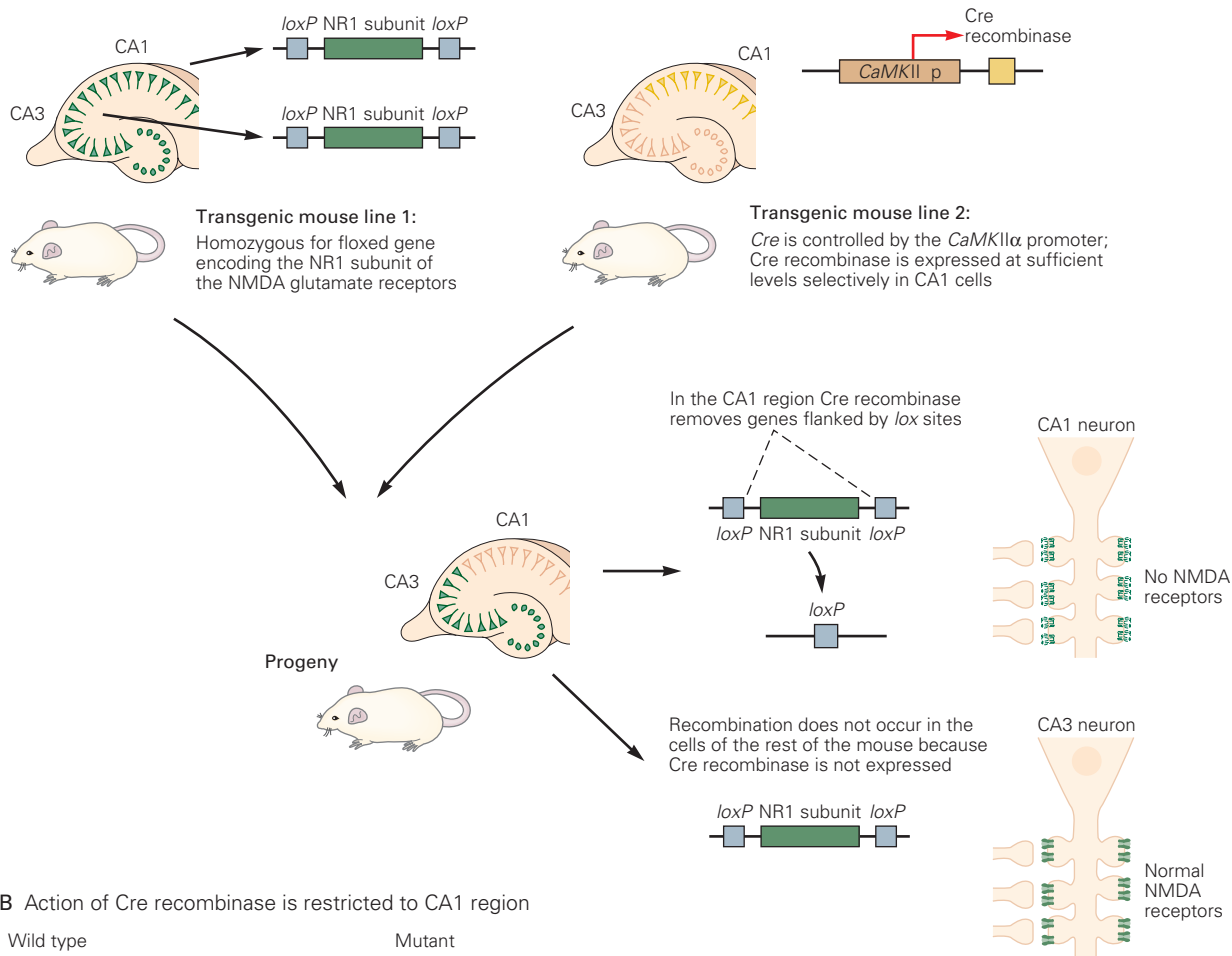 loxP NR1 subunit loxP
CA1
CA3
loxP NR1 subunit loxP
Transgenic mouse line 1:
Homozygous for floxed gene
encoding the NR1 subunit of
the NMDA glutamate receptors
Cre
recombinase
CA1
CaMKII p
CA3
Transgenic mouse line 2:
Cre is controlled by the CaMKIIα promoter;
Cre recombinase is expressed at sufficient
levels selectively in CA1 cells
In the CA1 region Cre recombinase
removes genes flanked by lox sites
CA1 neuron
CA1
CA3
loxP NR1 subunit loxP
loxP
No NMDA
receptors
Progeny
Recombination does not occur in the
cells of the rest of the mouse because
Cre recombinase is not expressed
CA3 neuron
loxP NR1 subunit loxP
Normal
NMDA
receptors
B Action of Cre recombinase is restricted to CA1 region
Wild type
Mutant